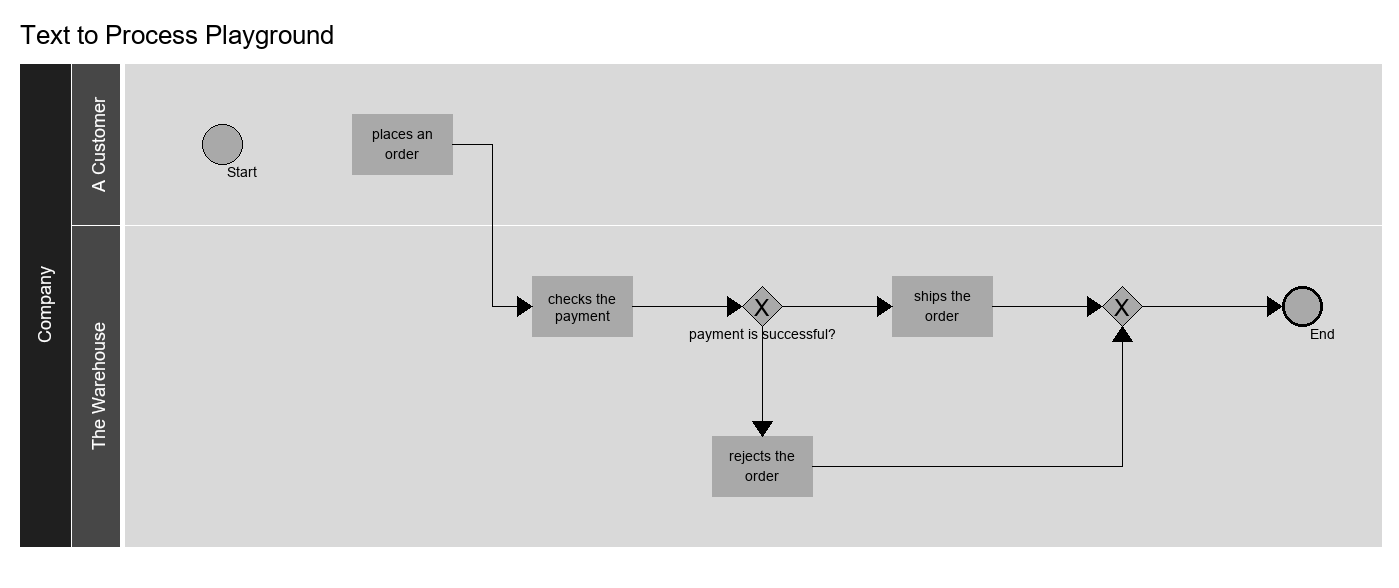 Text to Process Playground
Company
A Customer
Start
places an
order
The Warehouse
checks the
payment
X
payment is successful?
ships the
order
X
End
rejects the
order